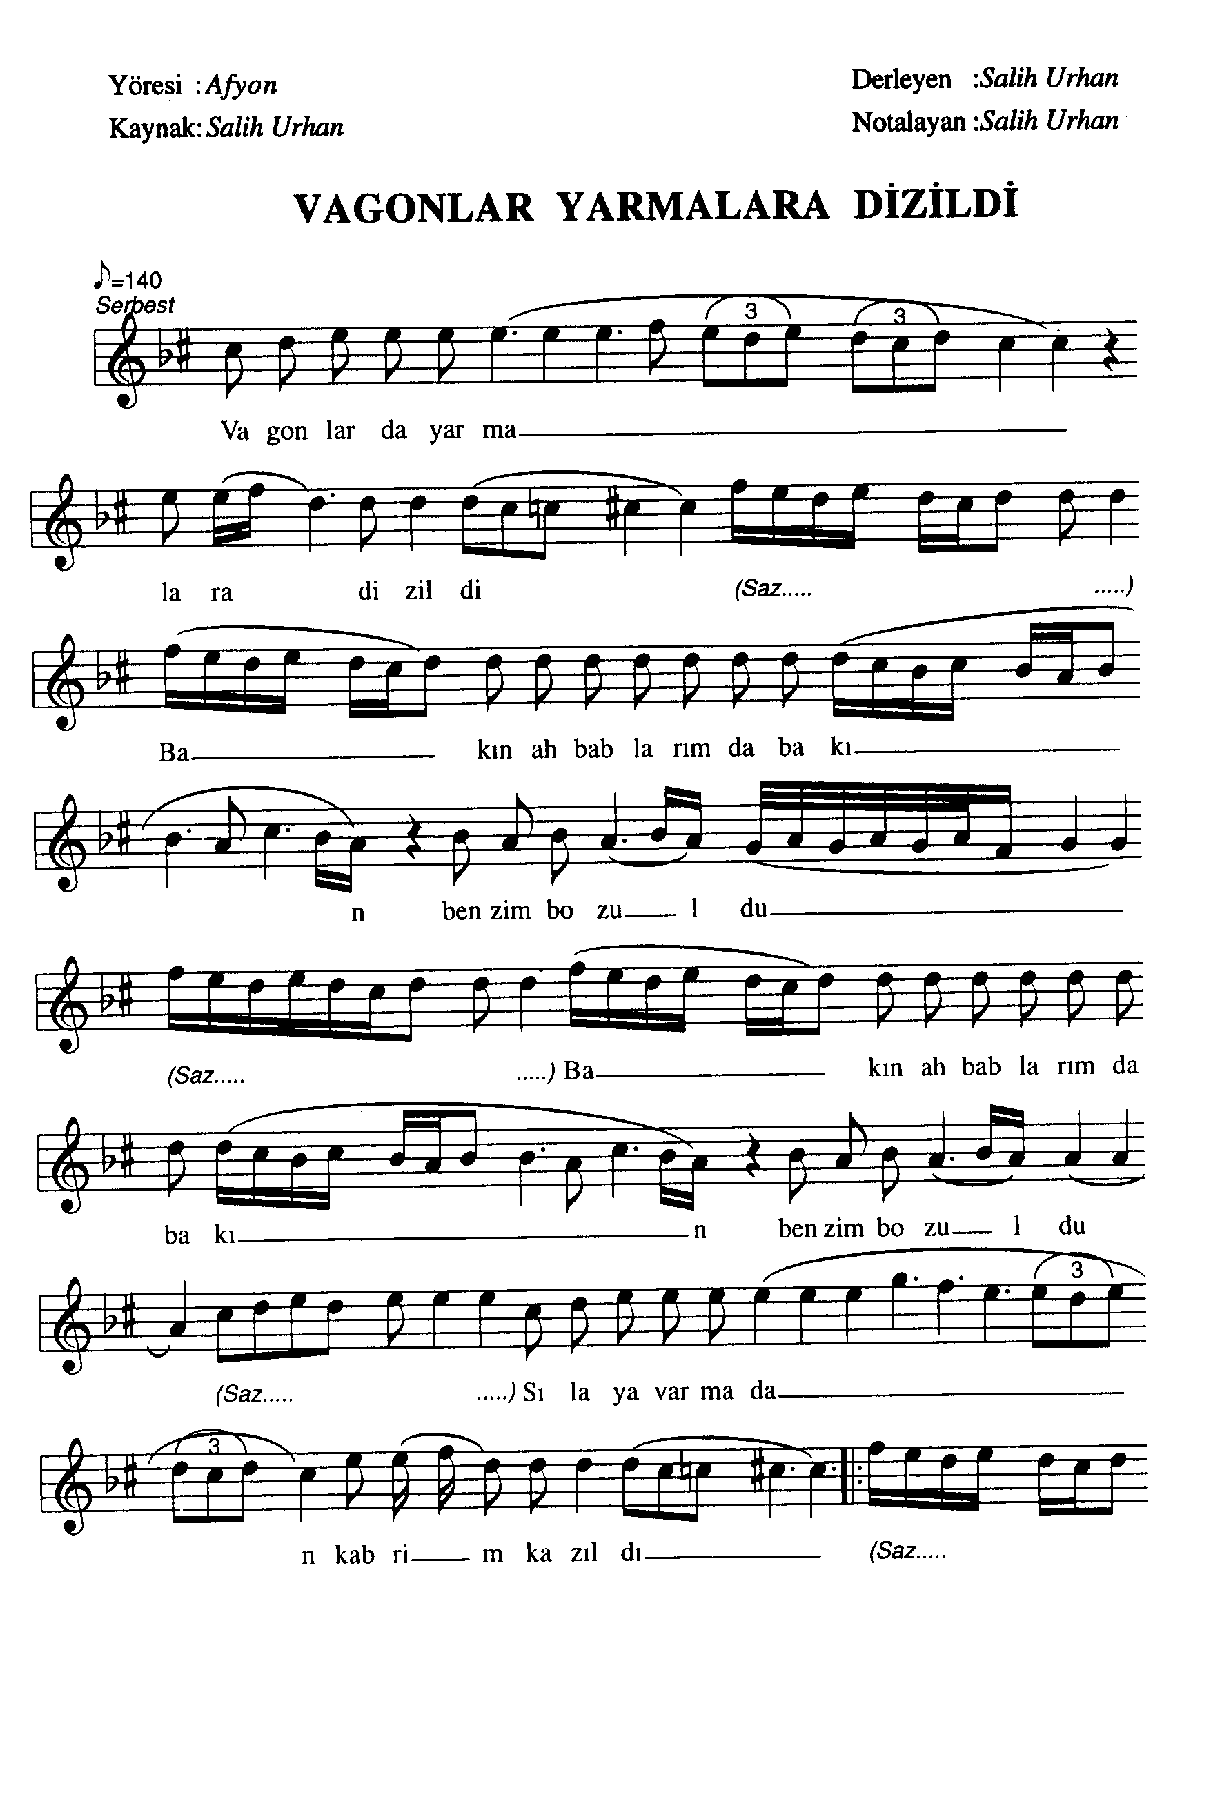 Yöresi :Afyon
Derleyen :Salih Urhan
Kaynak:Salih Urhan
Notalayan :Salih Urhan
VAGONLAR YARMALARA DİZİLDİ
♪=140
Serbest
3 3
Va gon lar da yar ma
la ra di zil di (Saz..... .....)
Ba kın ah bab la rım da ba kı
n ben zim bo zu l du
(Saz..... .....) Ba kın ah bab la rım da
ba kı n ben zim bo zu l du
3
(Saz..... .....) Sı la ya var ma da
3
n kab ri m ka zıl dı (Saz.....